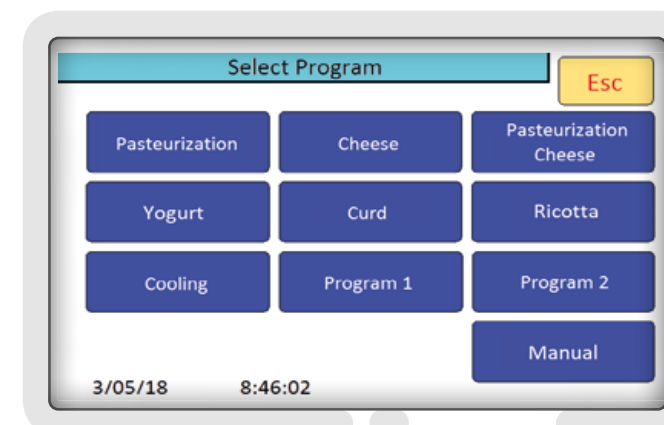 Select Program
Esc
Pasteurization
Cheese
Pasteurization
Cheese
Yogurt
Curd
Ricotta
Cooling
Program 1
Program 2
Manual
3/05/18 8:46:02